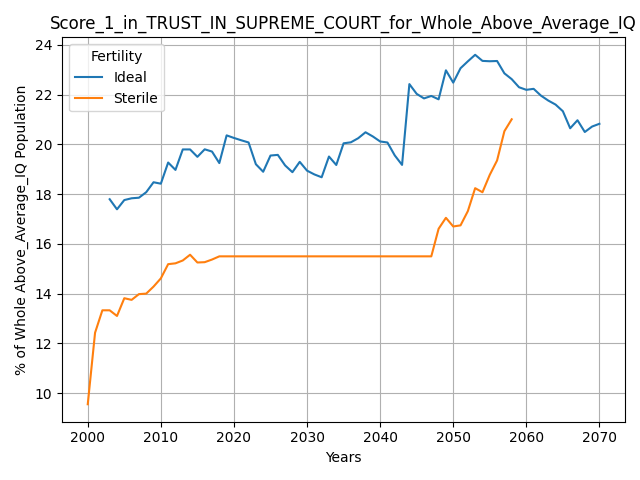 Score_1_in_TRUST_IN_SUPREME_COURT_for_Whole_Above_Average_IQ
Fertility
Ideal
Sterile
% of Whole Above_Average_IQ Population
24
22
20
18
16
14
12
10
2000 2010 2020 2030 2040 2050 2060 2070
Years